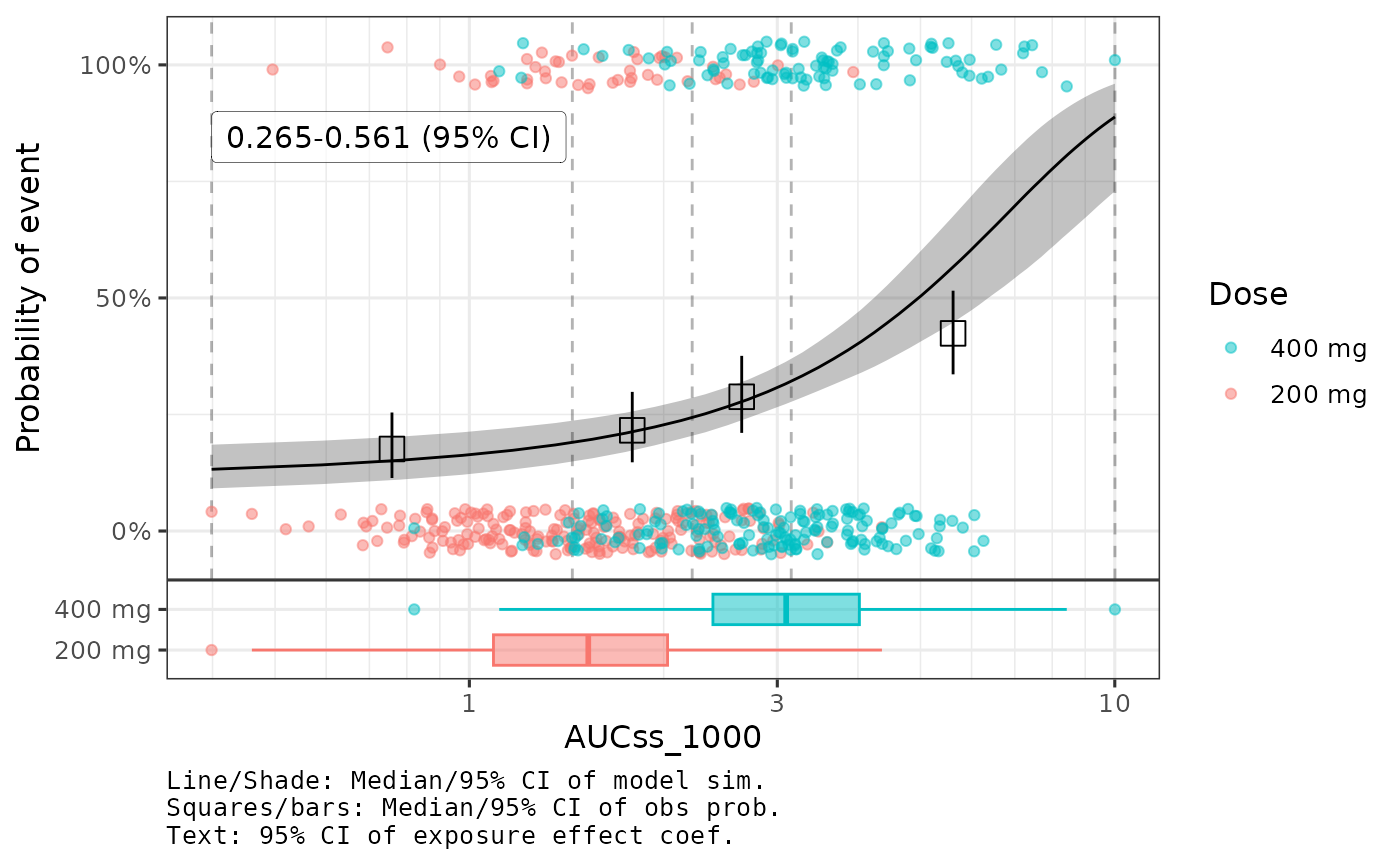 100%
50%
0%
Probability of event
0.265-0.561 (95% CI)
400 mg
200 mg
1
3
10
AUCss_1000
Dose
400 mg
200 mg
Line/Shade: Median/95% CI of model sim.
Squares/bars: Median/95% CI of obs prob.
Text: 95% CI of exposure effect coef.